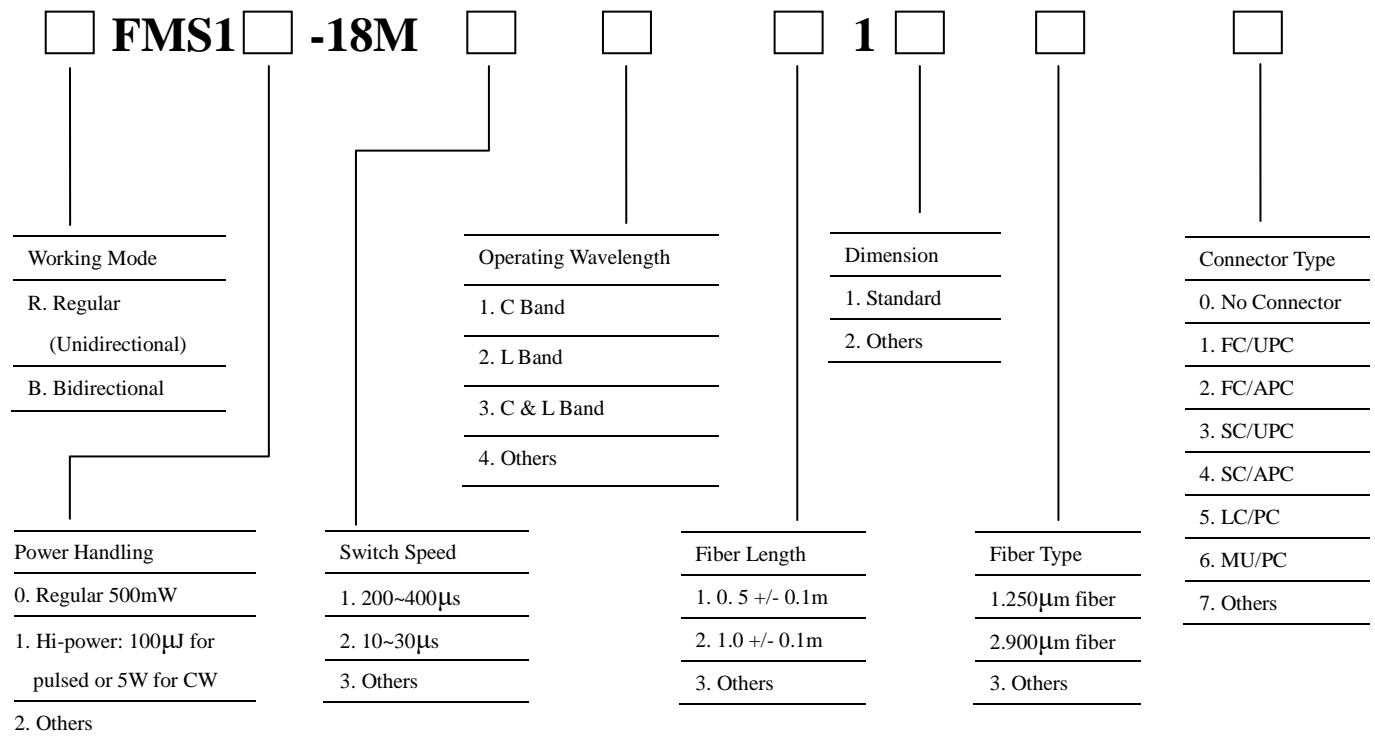 □ FMS1 □ -18M □ □ □ 1 □ □ □
Working Mode
R. Regular
(Unidirectional)
B. Bidirectional
Operating Wavelength
1. C Band
2. L Band
3. C & L Band
4. Others
Dimension
1. Standard
2. Others
Connector Type
0. No Connector
1. FC/UPC
2. FC/APC
3. SC/UPC
4. SC/APC
5. LC/PC
6. MU/PC
7. Others
Power Handling
0. Regular 500mW
1. Hi-power: 100μJ for
pulsed or 5W for CW
2. Others
Switch Speed
1. 200~400μs
2. 10~30μs
3. Others
Fiber Length
1. 0. 5 +/- 0.1m
2. 1.0 +/- 0.1m
3. Others
Fiber Type
1.250μm fiber
2.900μm fiber
3. Others